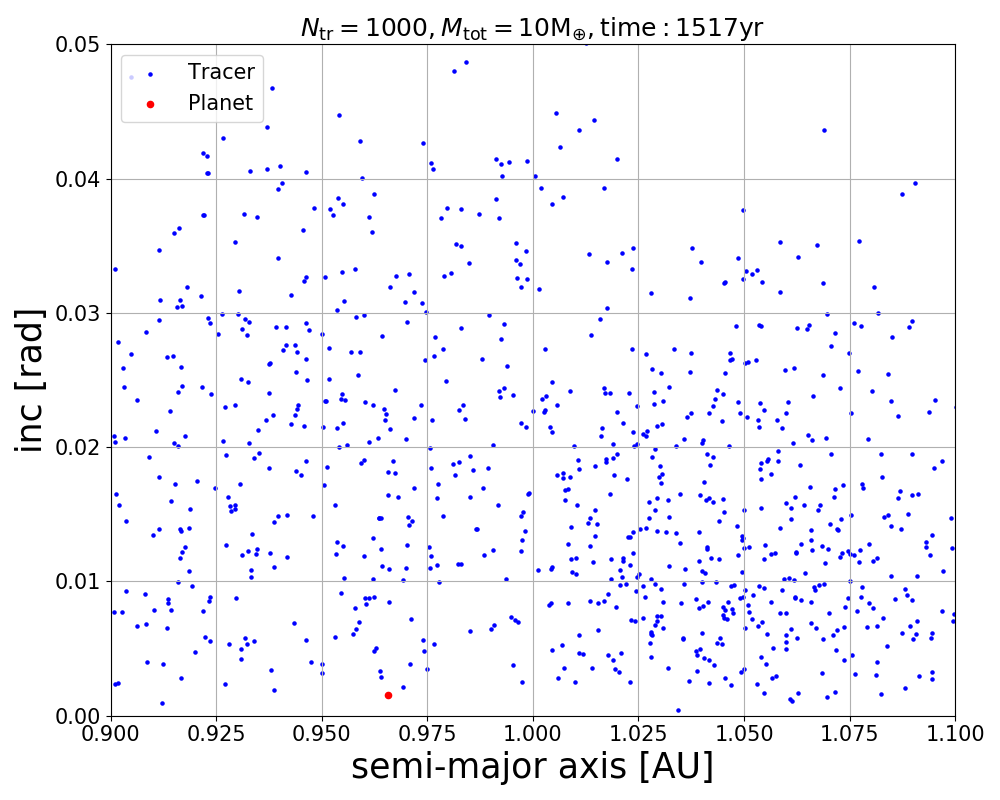 N_tr = 1000, M_tot = 10M_⊕, time : 1517yr
Tracer
Planet
0.05
0.04
0.03
0.02
0.01
0.00
inc [rad]
0.900 0.925 0.950 0.975 1.000 1.025 1.050 1.075 1.100
semi-major axis [AU]